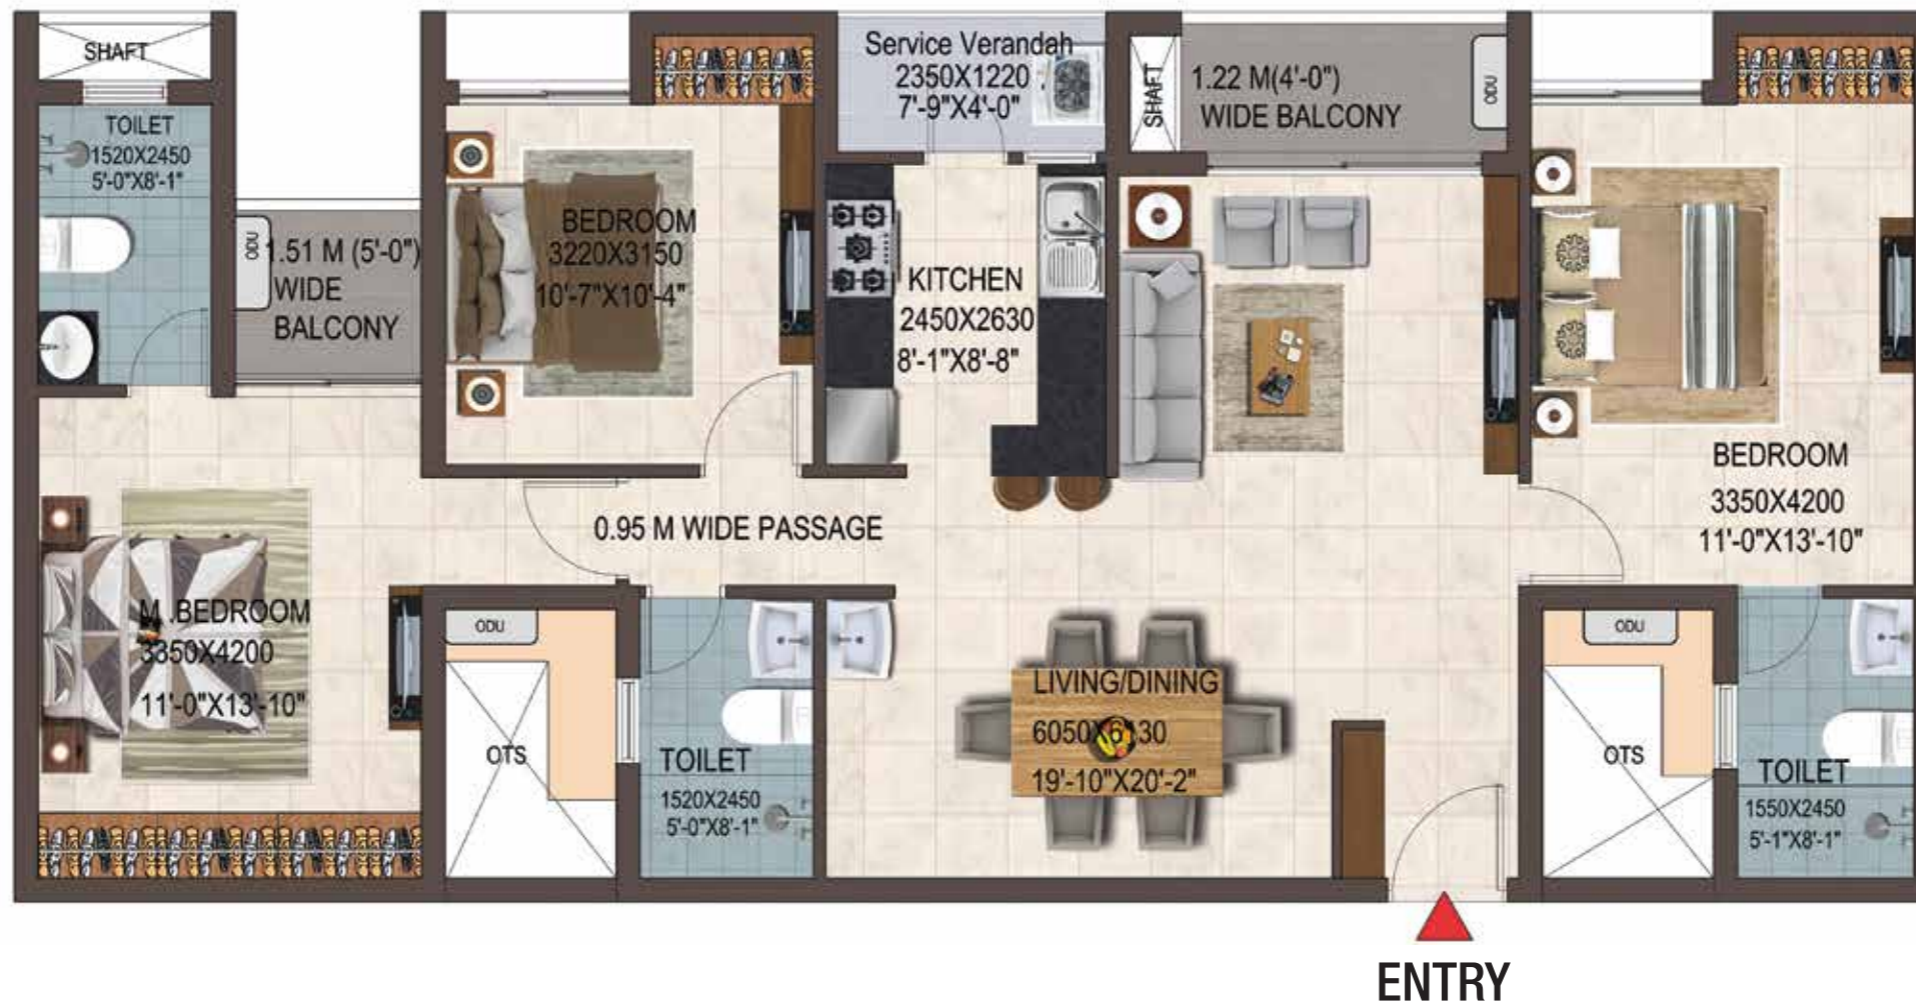 SHAFT
TOILET
1520X2450
5'-0"X8'-1"
ODU
1.51 M (5'-0")
WIDE
BALCONY
BEDROOM
3220X3150
10'-7"X10'-4"
Service Verandah
2350X1220
7'-9"X4'-0"
KITCHEN
2450X2630
8'-1"X8'-8"
SHAFT
1.22 M(4'-0")
WIDE BALCONY
ODU
BEDROOM
3350X4200
11'-0"X13'-10"
0.95 M WIDE PASSAGE
M .BEDROOM
3350X4200
11'-0"X13'-10"
ODU
OTS
TOILET
1520X2450
5'-0"X8'-1"
LIVING/DINING
6050X6130
19'-10"X20'-2"
ODU
OTS
TOILET
1550X2450
5'-1"X8'-1"
ENTRY